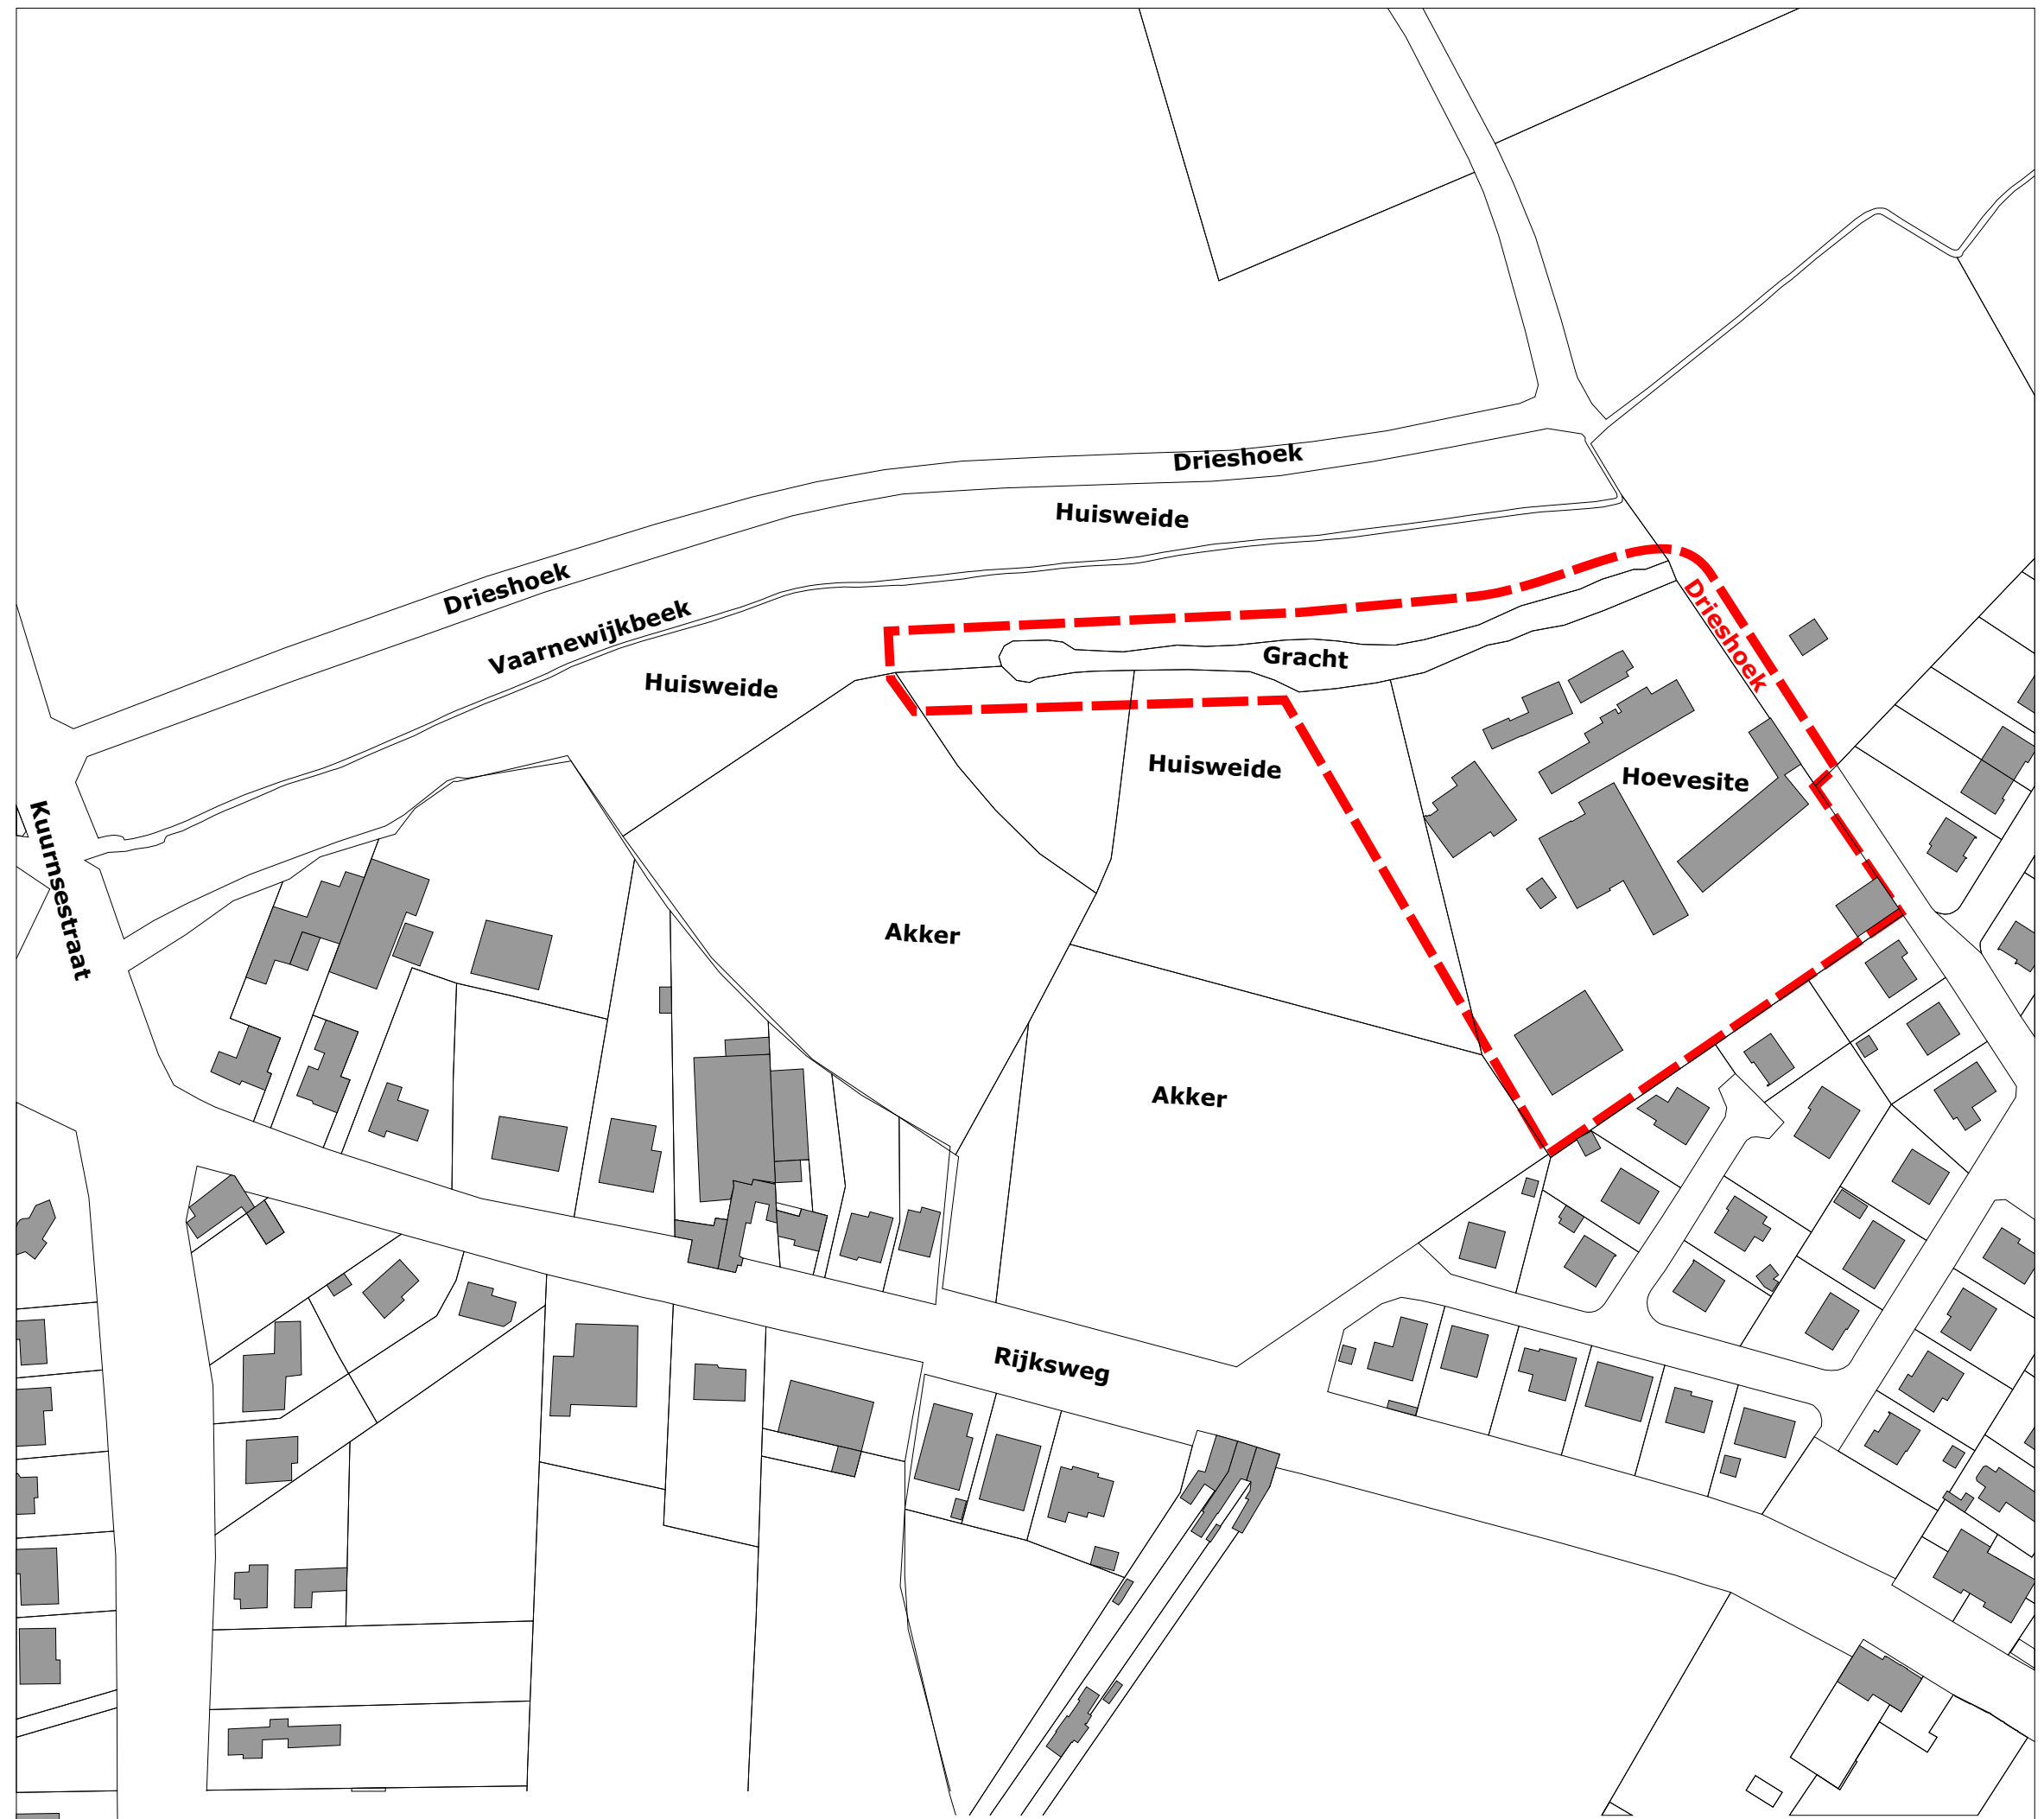 Drieshoek
Huisweide
Drieshoek
Vaarnewijkbeek
Drieshoek
Gracht
Huisweide
Huisweide
Hoevesite
Kuurnsestraat
Akker
Akker
Rijksweg